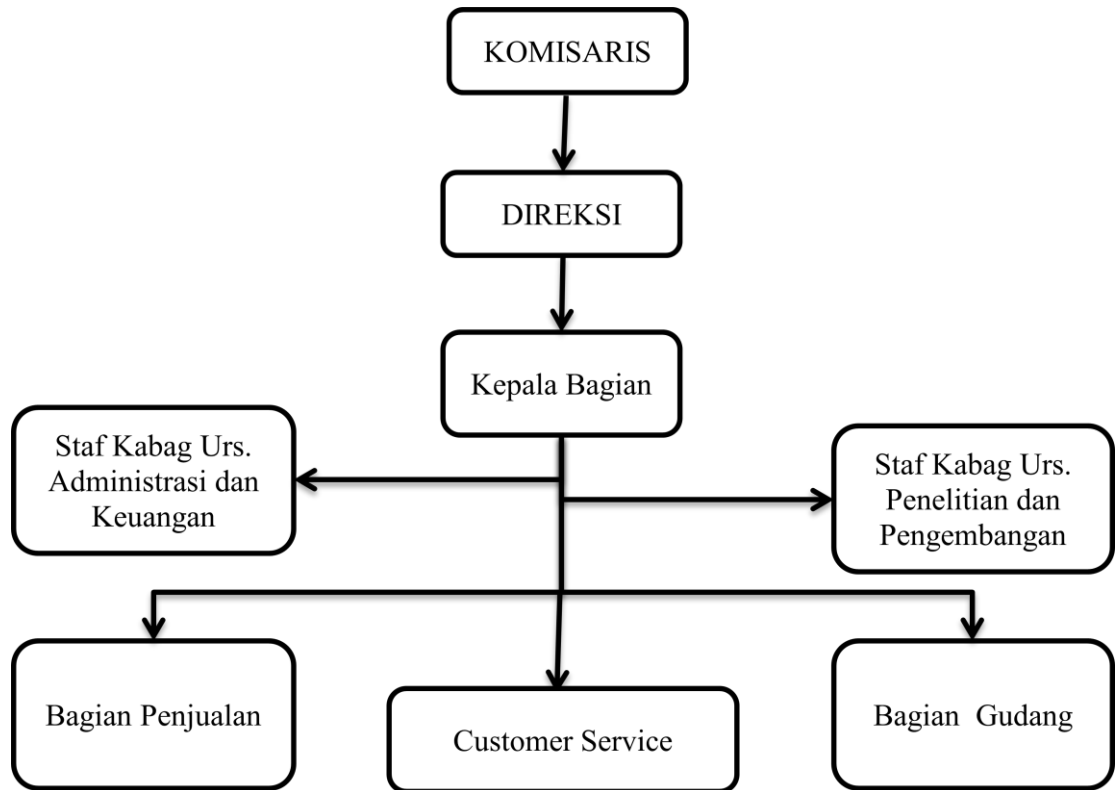 KOMISARIS
DIREKSI
Kepala Bagian
Staf Kabag Urs.
Administrasi dan
Keuangan
Staf Kabag Urs.
Penelitian dan
Pengembangan
Bagian Penjualan
Customer Service
Bagian Gudang